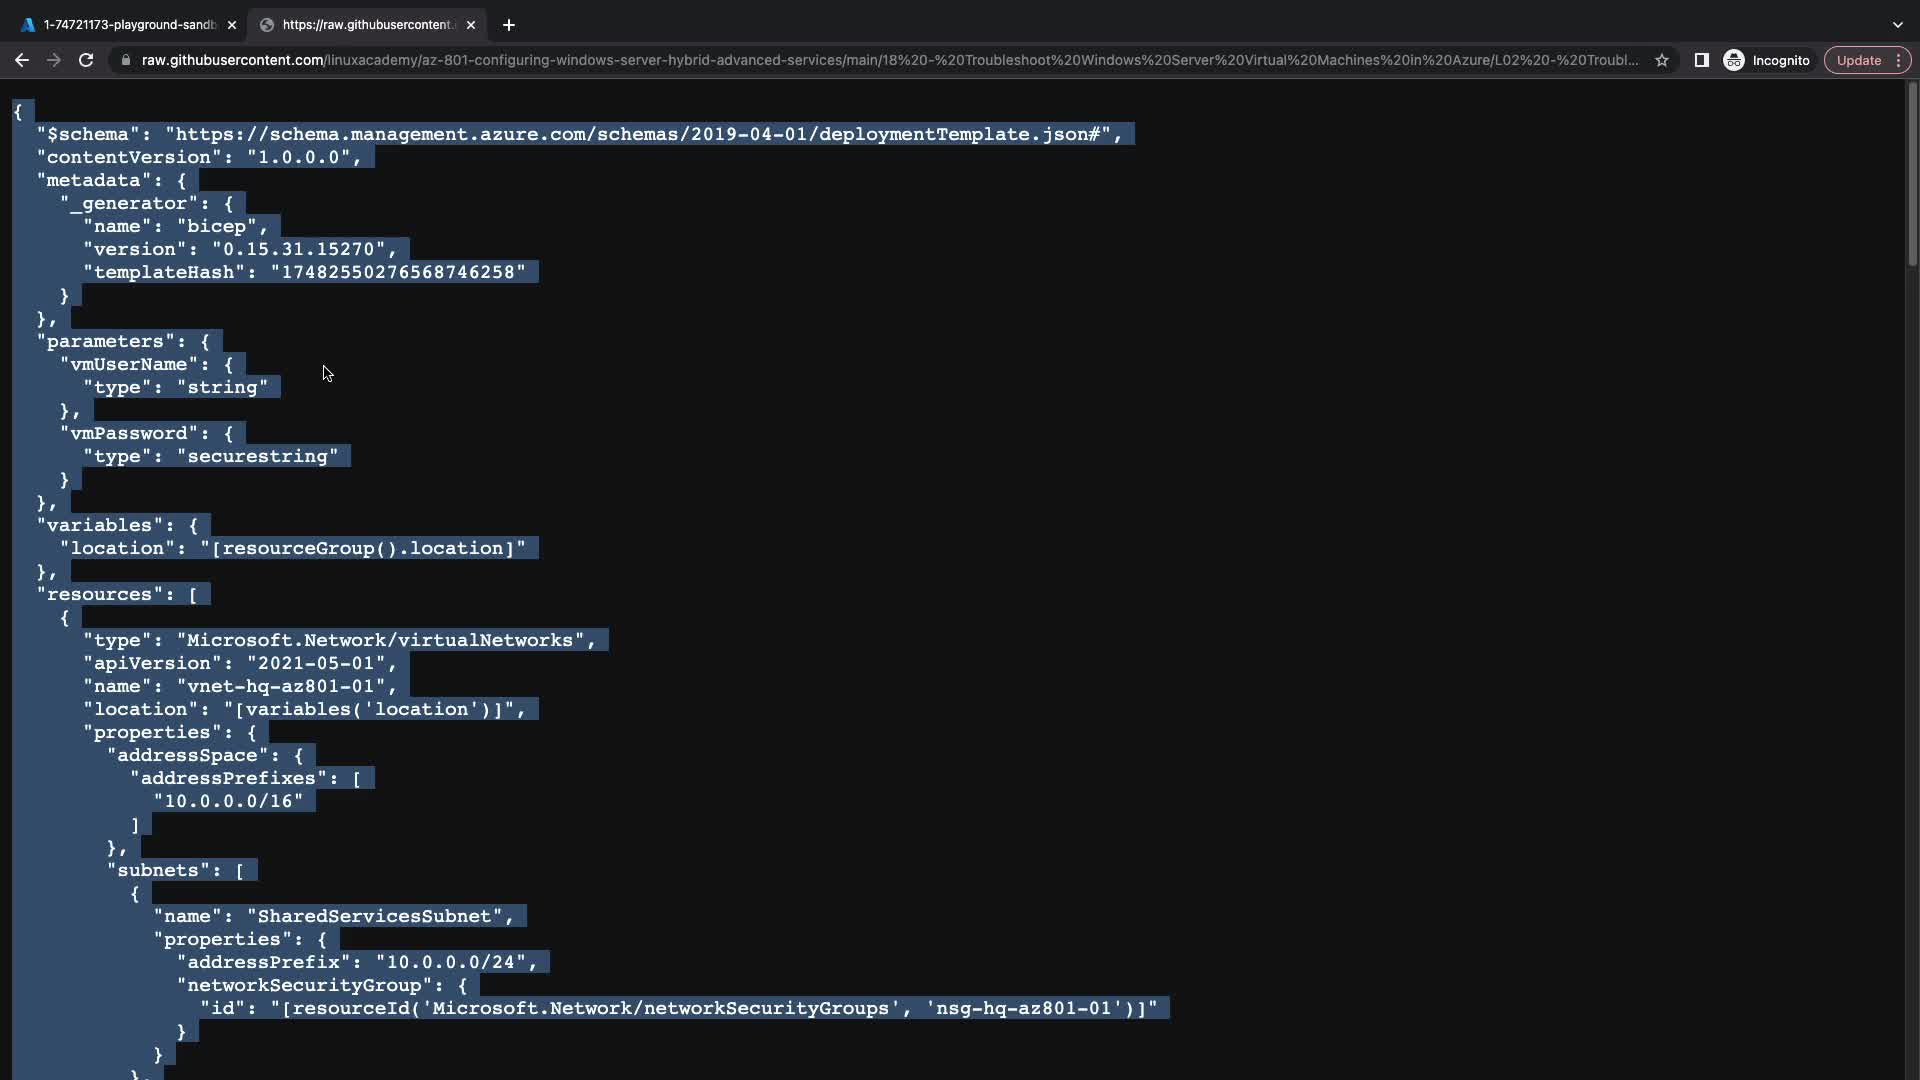 1-74721173-playground-sandb
https://raw.githubusercontent.
raw.githubusercontent.com/linuxacademy/az-801-configuring-windows-server-hybrid-advanced-services/main/18%20-%20Troubleshoot%20Windows%20Server%20Virtual%20Machines%20in%20Azure/L02%20-%20Troubl...
Incognito
Update
{
"$schema": "https://schema.management.azure.com/schemas/2019-04-01/deploymentTemplate.json#",
"contentVersion": "1.0.0.0",
"metadata": {
"_generator": {
"name": "bicep",
"version": "0.15.31.15270",
"templateHash": "17482550276568746258"
}
},
"parameters": {
"vmUserName": {
"type": "string"
},
"vmPassword": {
"type": "securestring"
}
},
"variables": {
"location": "[resourceGroup().location]"
},
"resources": [
{
"type": "Microsoft.Network/virtualNetworks",
"apiVersion": "2021-05-01",
"name": "vnet-hq-az801-01",
"location": "[variables('location')]",
"properties": {
"addressSpace": {
"addressPrefixes": [
"10.0.0.0/16"
]
},
"subnets": [
{
"name": "SharedServicesSubnet",
"properties": {
"addressPrefix": "10.0.0.0/24",
"networkSecurityGroup": {
"id": "[resourceId('Microsoft.Network/networkSecurityGroups', 'nsg-hq-az801-01')]"
}
}
},